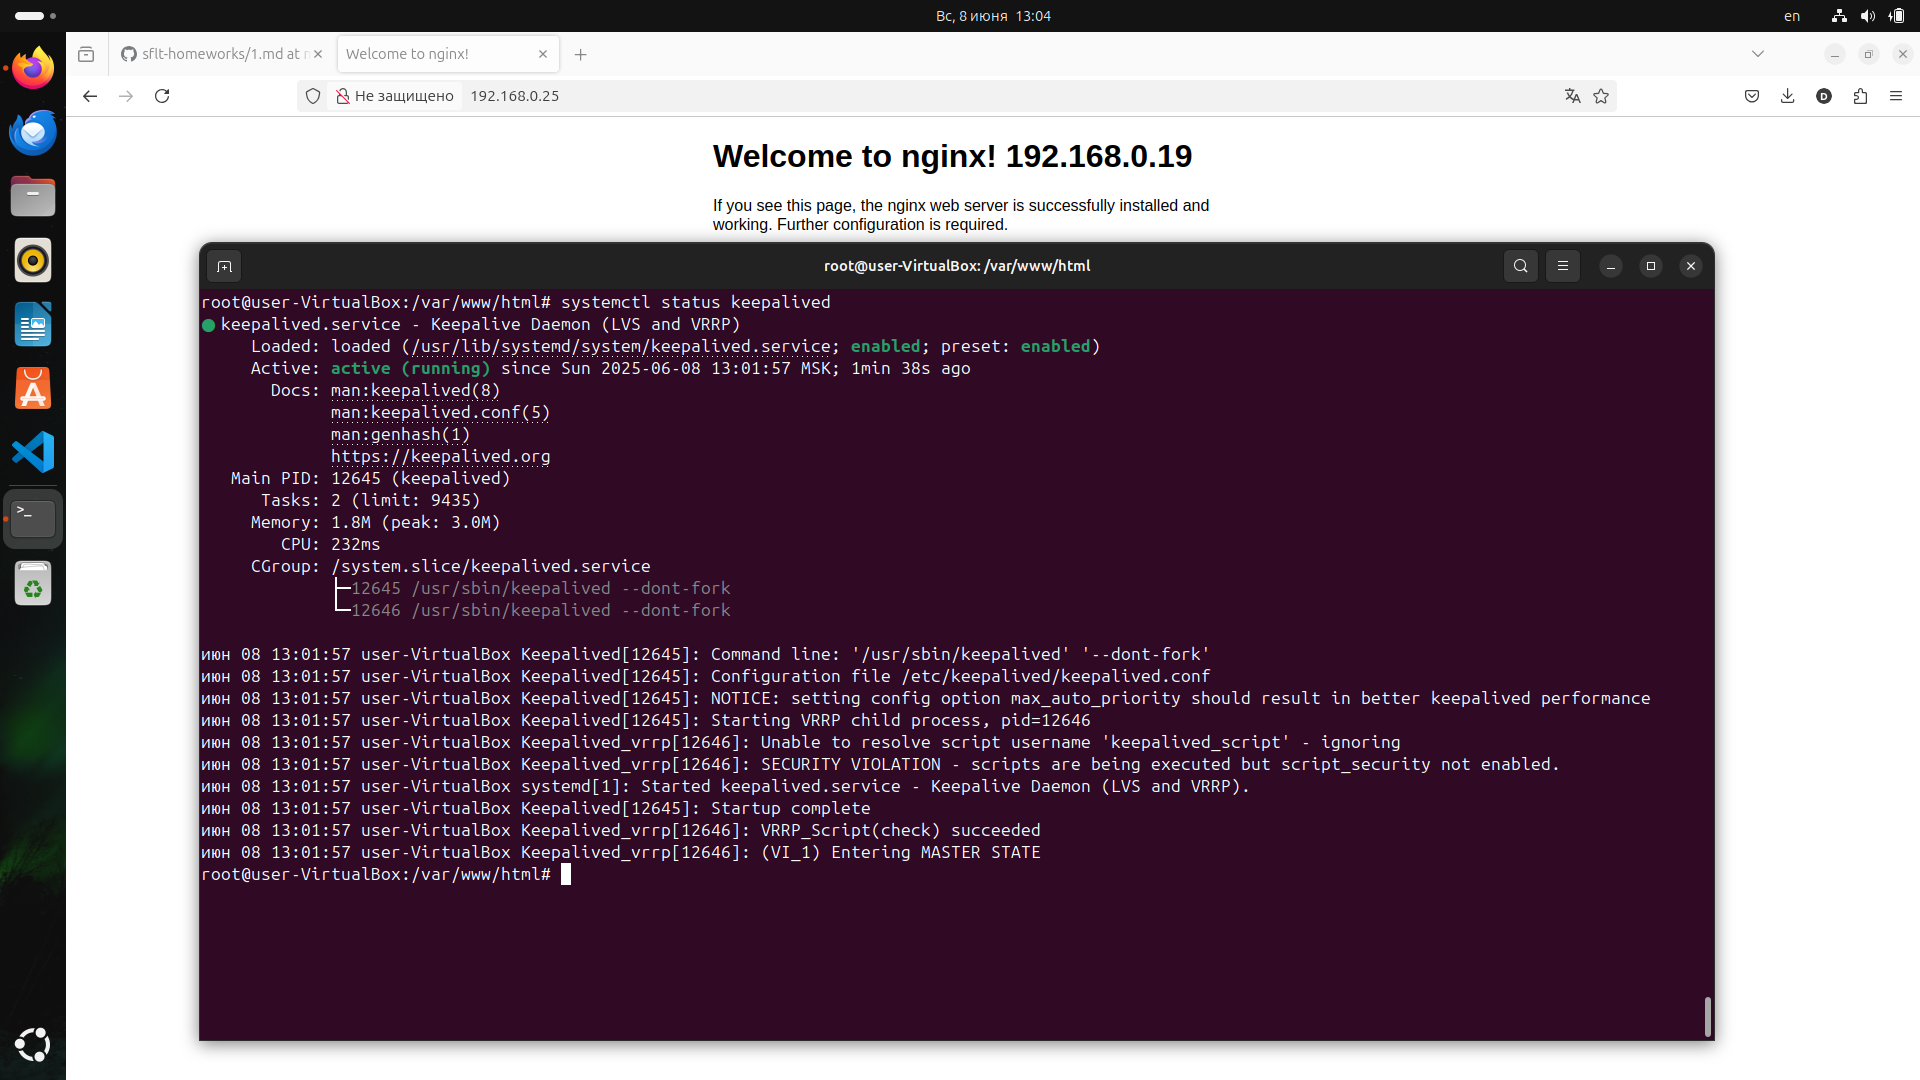 Вс, 8 июня 13:04
en
sflt-homeworks/1.md at
Welcome to nginx!
Не защищено
192.168.0.25
D
Welcome to nginx! 192.168.0.19
If you see this page, the nginx web server is successfully installed and
working. Further configuration is required.
root@user-VirtualBox: /var/www/html
root@user-VirtualBox:/var/www/html# systemctl status keepalived
keepalived.service - Keepalive Daemon (LVS and VRRP)
Loaded: loaded (/usr/lib/systemd/system/keepalived.service; enabled; preset: enabled)
Active: active (running) since Sun 2025-06-08 13:01:57 MSK; 1min 38s ago
Docs: man:keepalived(8)
man:keepalived.conf(5)
man:genhash(1)
https://keepalived.org
Main PID: 12645 (keepalived)
Tasks: 2 (limit: 9435)
Memory: 1.8M (peak: 3.0M)
CPU: 232ms
CGroup: /system.slice/keepalived.service
├─12645 /usr/sbin/keepalived --dont-fork
└─12646 /usr/sbin/keepalived --dont-fork
июн 08 13:01:57 user-VirtualBox Keepalived[12645]: Command line: '/usr/sbin/keepalived' '--dont-fork'
июн 08 13:01:57 user-VirtualBox Keepalived[12645]: Configuration file /etc/keepalived/keepalived.conf
июн 08 13:01:57 user-VirtualBox Keepalived[12645]: NOTICE: setting config option max_auto_priority should result in better keepalived performance
июн 08 13:01:57 user-VirtualBox Keepalived[12645]: Starting VRRP child process, pid=12646
июн 08 13:01:57 user-VirtualBox Keepalived_vrrp[12646]: Unable to resolve script username 'keepalived_script' - ignoring
июн 08 13:01:57 user-VirtualBox Keepalived_vrrp[12646]: SECURITY VIOLATION - scripts are being executed but script_security not enabled.
июн 08 13:01:57 user-VirtualBox systemd[1]: Started keepalived.service - Keepalive Daemon (LVS and VRRP).
июн 08 13:01:57 user-VirtualBox Keepalived[12645]: Startup complete
июн 08 13:01:57 user-VirtualBox Keepalived_vrrp[12646]: VRRP_Script(check) succeeded
июн 08 13:01:57 user-VirtualBox Keepalived_vrrp[12646]: (VI_1) Entering MASTER STATE
root@user-VirtualBox:/var/www/html#